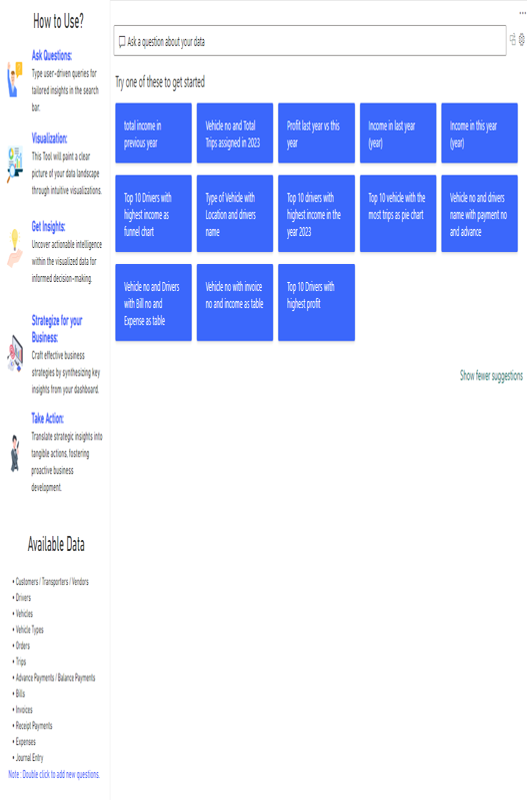 How to Use?
Ask Questions:
Type user-driven queries for
tailored insights in the search
bar.
Visualization:
This Tool will paint a clear
picture of your data landscape
through intuitive visualizations.
Get Insights:
Uncover actionable intelligence
within the visualized data for
informed decision-making.
Strategize for your
Business:
Craft effective business
strategies by synthesizing key
insights from your dashboard.
Take Action:
Translate strategic insights into
tangible actions, fostering
proactive business
development.
Available Data
• Customers / Transporters / Vendors
• Drivers
• Vehicles
• Vehicle Types
• Orders
• Trips
• Advance Payments / Balance Payments
• Bills
• Invoices
• Receipt Payments
• Expenses
• Journal Entry
Note : Double click to add new questions.
Ask a question about your data
Try one of these to get started
total income in
previous year
Vehicle no and Total
Trips assigned in 2023
Profit last year vs this
year
Income in last year
(year)
Income in this year
(year)
Top 10 Drivers with
highest income as
funnel chart
Type of Vehicle with
Location and drivers
name
Top 10 drivers with
highest income in the
year 2023
Top 10 vehicle with the
most trips as pie chart
Vehicle no and drivers
name with payment no
and advance
Vehicle no and Drivers
with Bill no and
Expense as table
Vehicle no with invoice
no and income as table
Top 10 Drivers with
highest profit
Show fewer suggestions